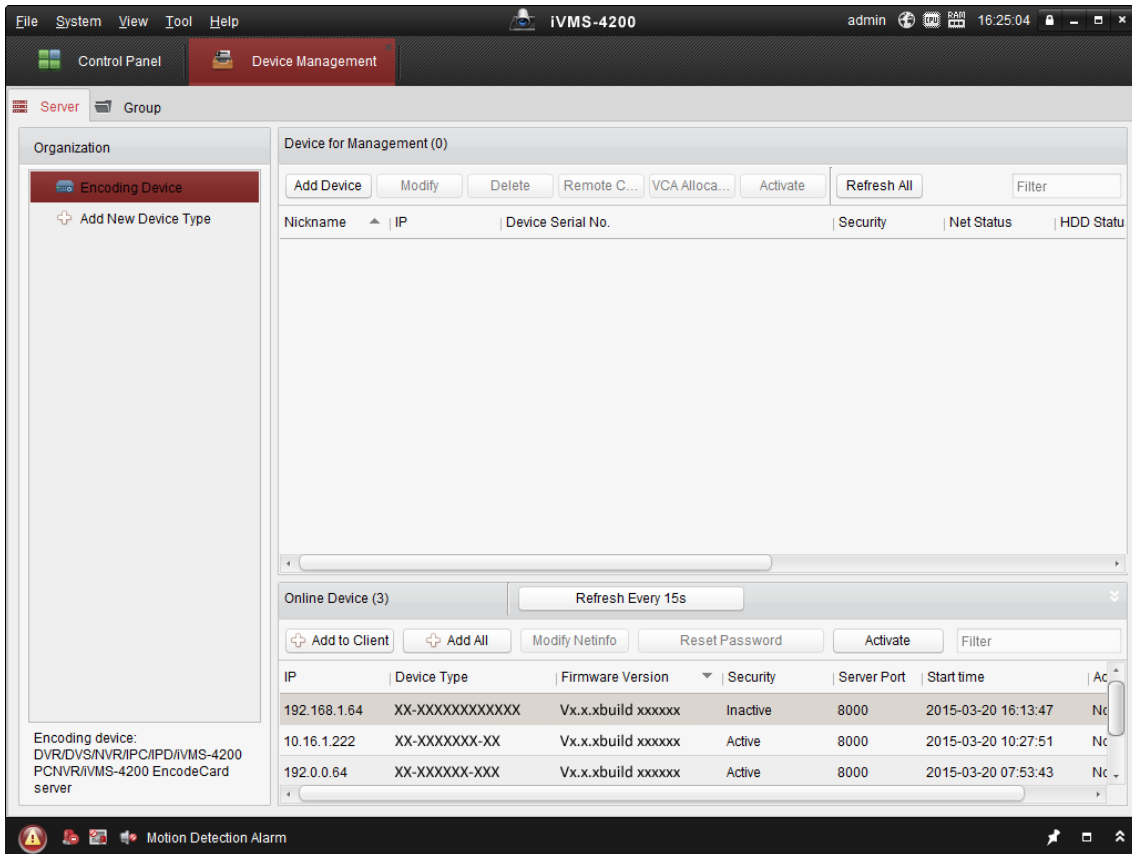 File System View Tool Help iVMS-4200 admin CPU RAM 16:25:04
Control Panel Device Management
Server Group
Organization
Encoding Device
Add New Device Type
Encoding device:
DVR/DVS/NVR/IPC/IPD/iVMS-4200
PCNVR/iVMS-4200 EncodeCard
server
Device for Management (0)
Add Device Modify Delete Remote C... VCA Alloca... Activate Refresh All Filter
Nickname IP Device Serial No. Security Net Status HDD Statu
Online Device (3) Refresh Every 15s
Add to Client Add All Modify Netinfo Reset Password Activate Filter
IP Device Type Firmware Version Security Server Port Start time Ad
192.168.1.64 XX-XXXXXXXXXXXX Vx.x.xbuild xxxxxx Inactive 8000 2015-03-20 16:13:47 No
10.16.1.222 XX-XXXXXXX-XX Vx.x.xbuild xxxxxx Active 8000 2015-03-20 10:27:51 No
192.0.0.64 XX-XXXXXX-XXX Vx.x.xbuild xxxxxx Active 8000 2015-03-20 07:53:43 No
Motion Detection Alarm